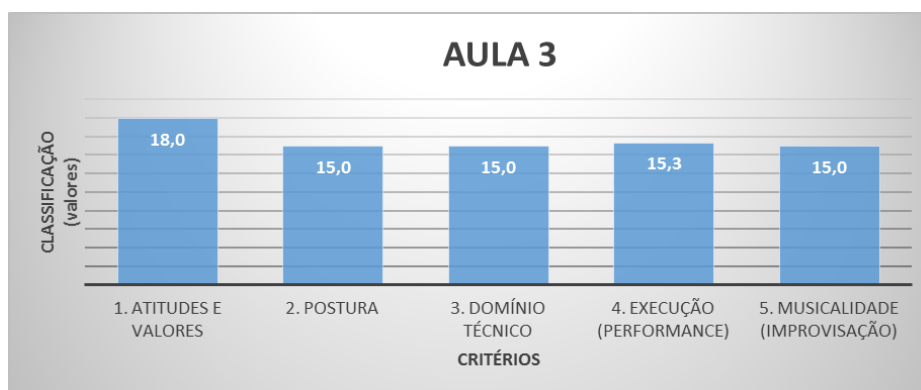 AULA 3
CLASSIFICAÇÃO
(valores)
18,0
15,0
15,0
15,3
15,0
1. ATITUDES E
VALORES
2. POSTURA
3. DOMÍNIO
TÉCNICO
4. EXECUÇÃO
(PERFORMANCE)
5. MUSICALIDADE
(IMPROVISAÇÃO)
CRITÉRIOS